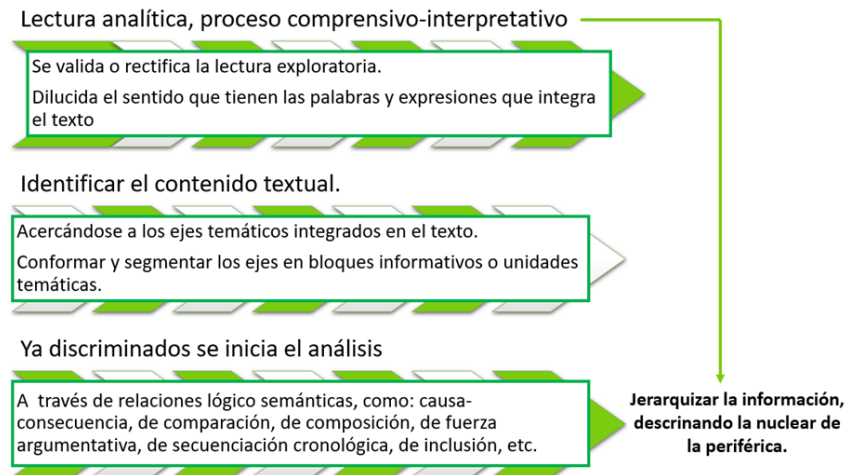 Lectura analítica, proceso comprensivo-interpretativo
Se valida o rectifica la lectura exploratoria.
Dilucida el sentido que tienen las palabras y expresiones que integra
el texto
Identificar el contenido textual.
Acercándose a los ejes temáticos integrados en el texto.
Conformar y segmentar los ejes en bloques informativos o unidades
temáticas.
Ya discriminados se inicia el análisis
A través de relaciones lógico semánticas, como: causa-
consecuencia, de comparación, de composición, de fuerza
argumentativa, de secuenciación cronológica, de inclusión, etc.
Jerarquizar la información,
descrinando la nuclear de
la periférica.